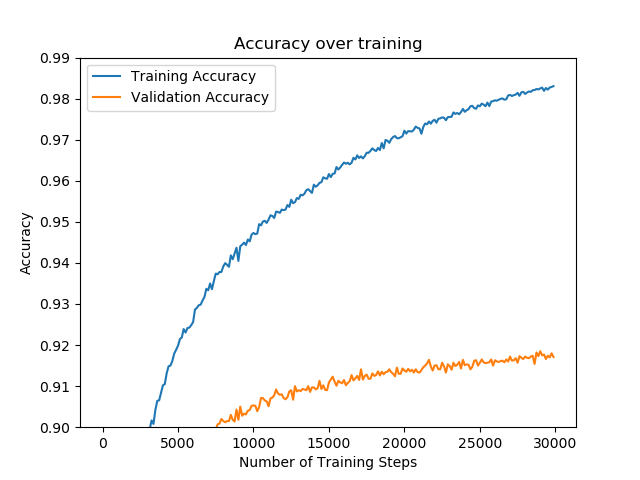 Accuracy over training
Training Accuracy
Validation Accuracy
Accuracy
0.99
0.98
0.97
0.96
0.95
0.94
0.93
0.92
0.91
0.90
0 5000 10000 15000 20000 25000 30000
Number of Training Steps